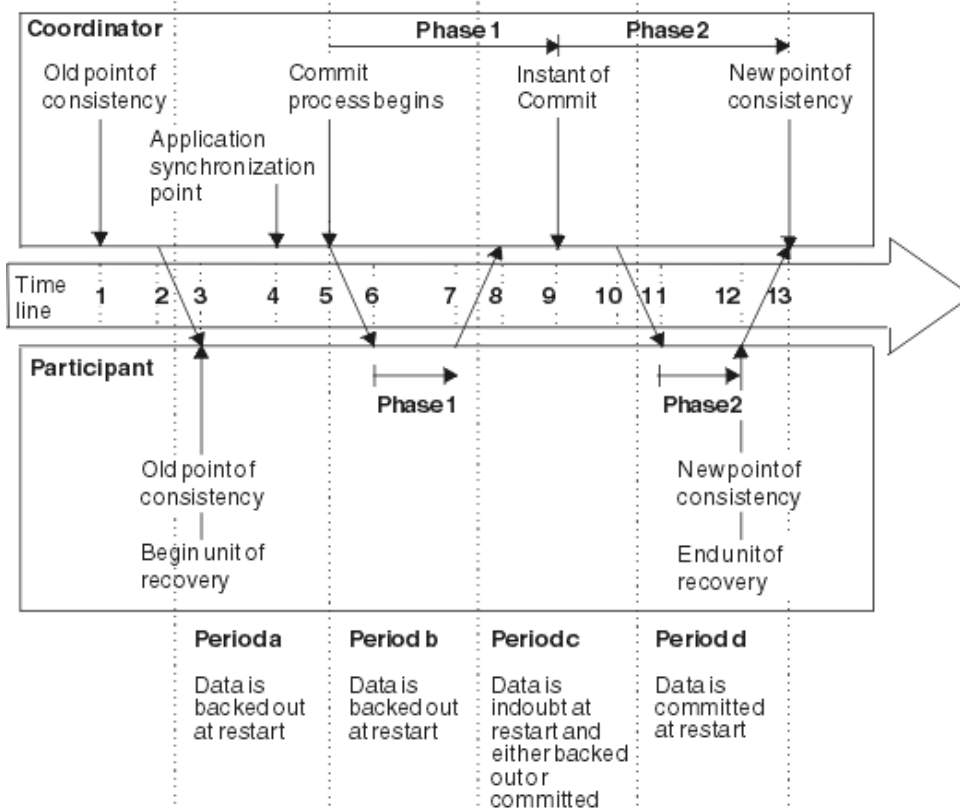 Coordinator
Phase 1
Phase 2
Old point of
consistency
Commit
process begins
Instant of
Commit
New point of
consistency
Application
synchronization
point
Time
line
1
2
3
4
5
6
7
8
9
10
11
12
13
Participant
Phase 1
Phase 2
Old point of
consistency
New point of
consistency
Begin unit of
recovery
End unit of
recovery
Period a
Data is
backed out
at restart
Period b
Data is
backed out
at restart
Period c
Data is
indoubt at
restart and
either backed
out or
committed
Period d
Data is
committed
at restart